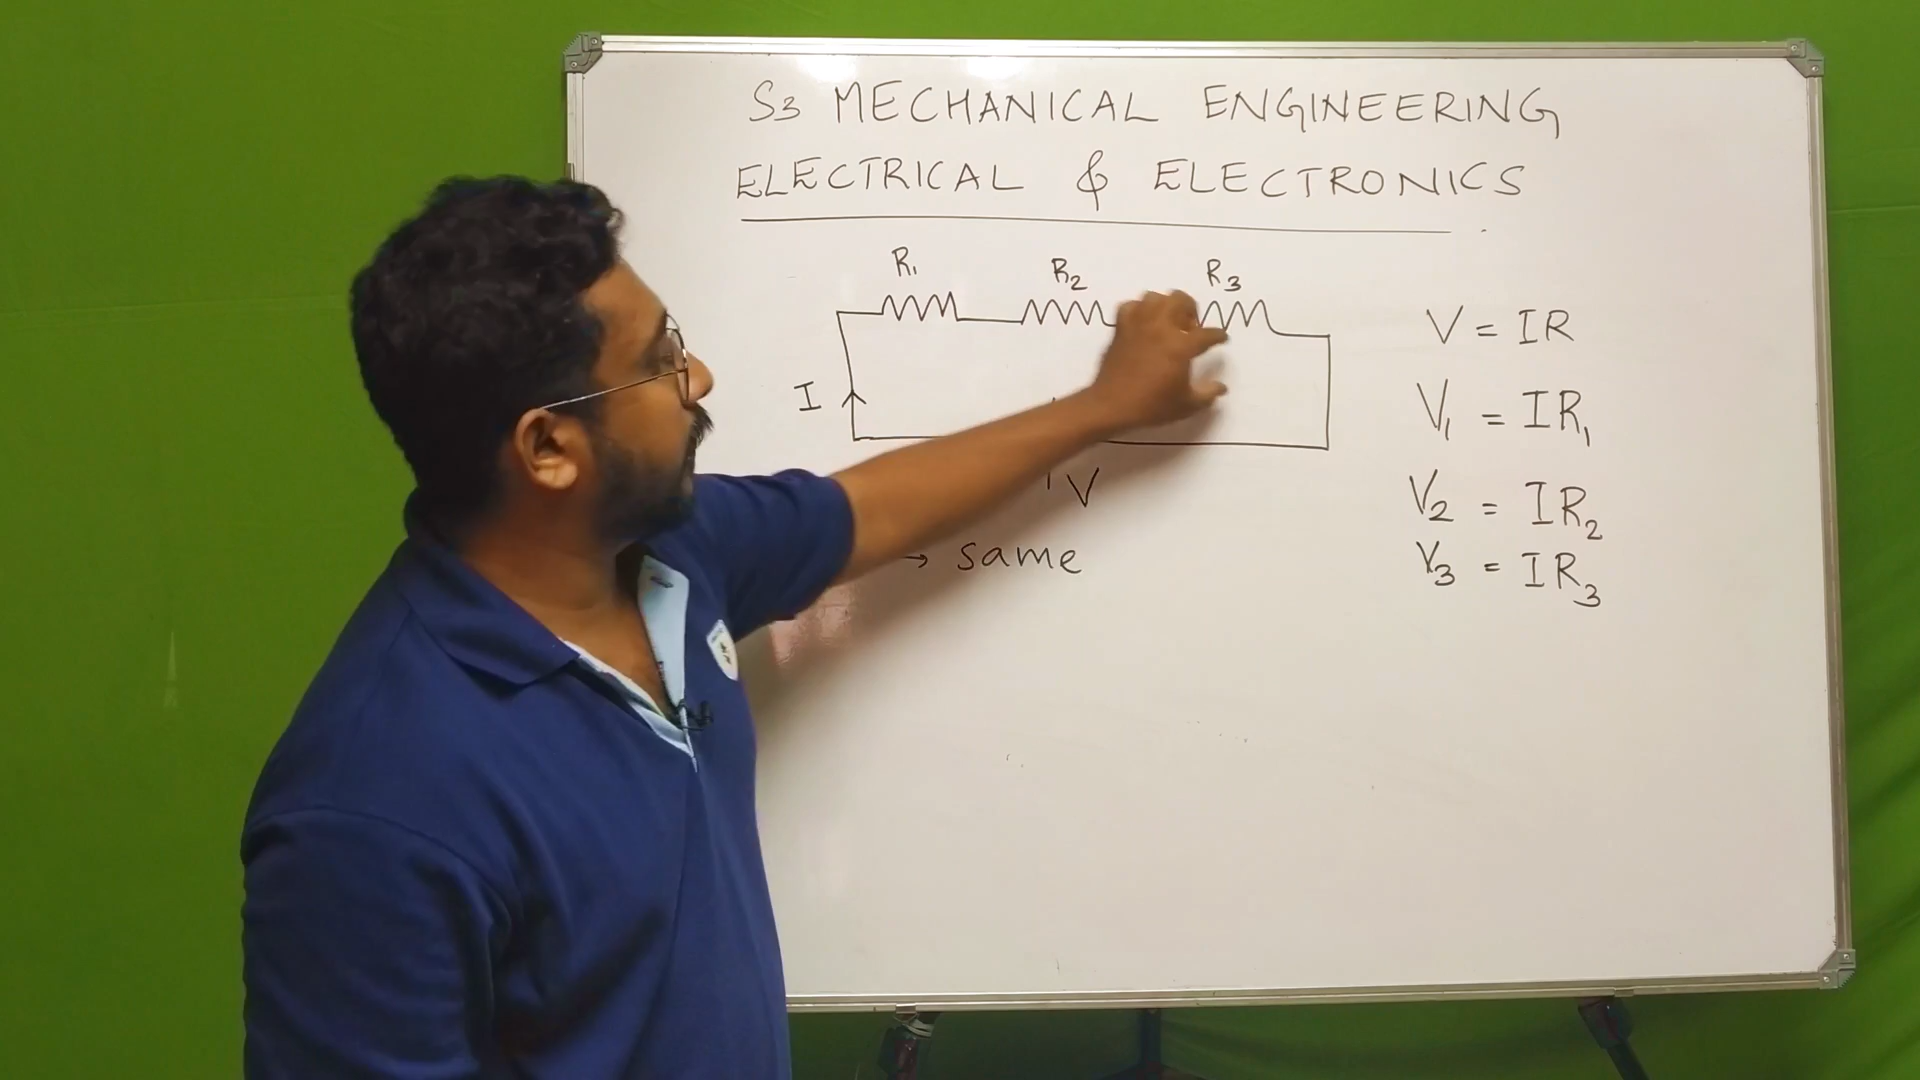 S3 MECHANICAL ENGINEERING
ELECTRICAL & ELECTRONICS
R1 R2 R3
I
V
→ same
V = IR
V1 = IR1
V2 = IR2
V3 = IR3